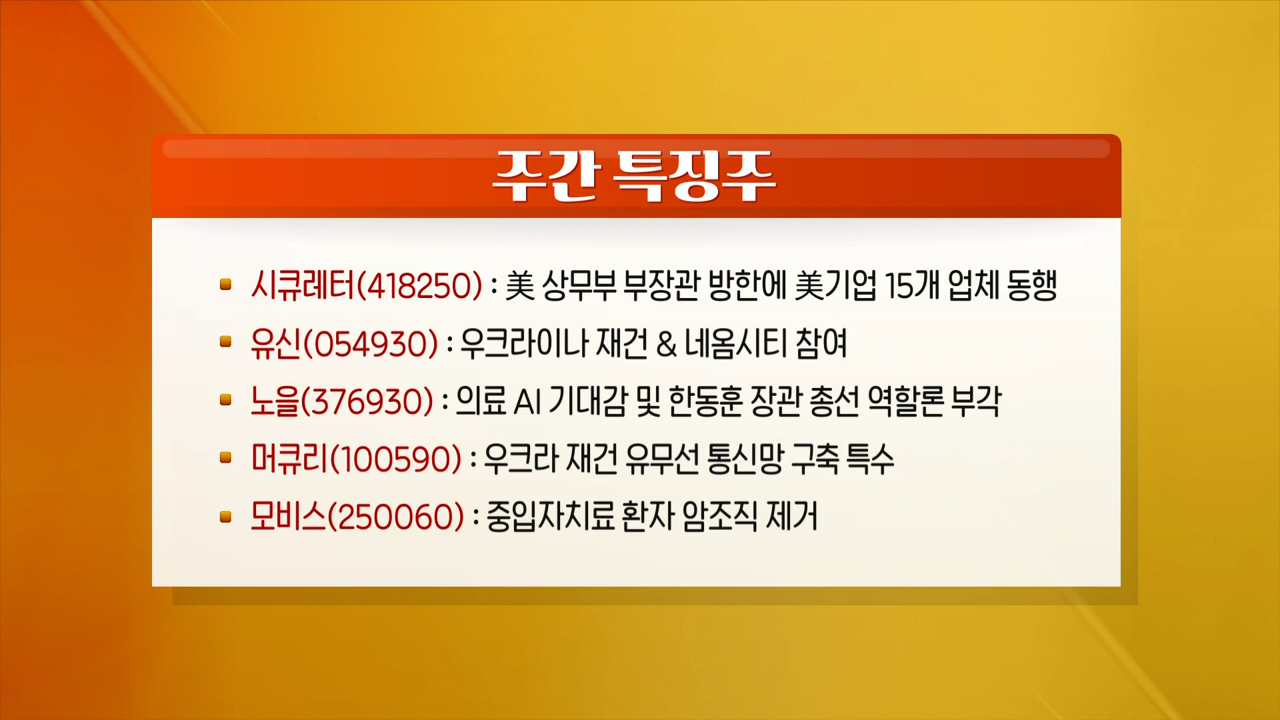 주간 특징주
시큐레터(418250) : 美 상무부 부장관 방한에 美기업 15개 업체 동행
유신(054930) : 우크라이나 재건 & 네옴시티 참여
노을(376930) : 의료 AI 기대감 및 한동훈 장관 총선 역할론 부각
머큐리(100590) : 우크라 재건 유무선 통신망 구축 특수
모비스(250060) : 중입자치료 환자 암조직 제거